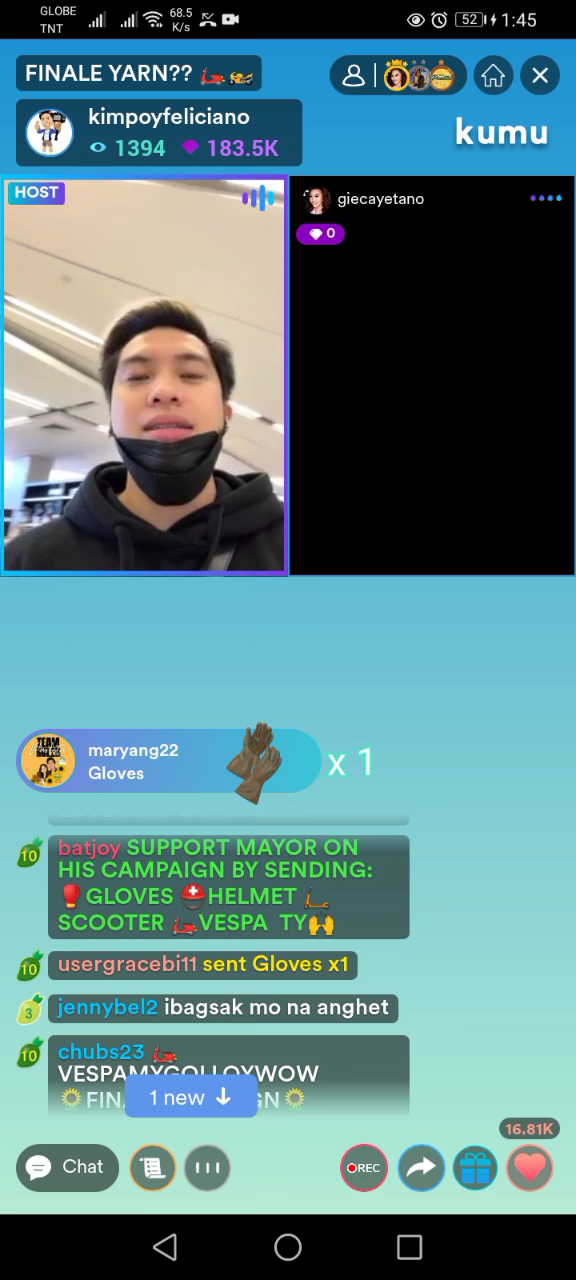 GLOBE
TNT
68.5
K/s
52
1:45
FINALE YARN??
kimpoyfeliciano
1394
183.5K
kumu
HOST
giecayetano
0
TEAM
maryang22
Gloves
x 1
10
batjoy SUPPORT MAYOR ON
HIS CAMPAIGN BY SENDING:
GLOVES HELMET
SCOOTER VESPA TY
10
usergracebi11 sent Gloves x1
3
jennybel2 ibagsak mo na anghet
10
chubs23
VESPAMYGOLLOYWOW
1 new
16.81K
Chat
REC